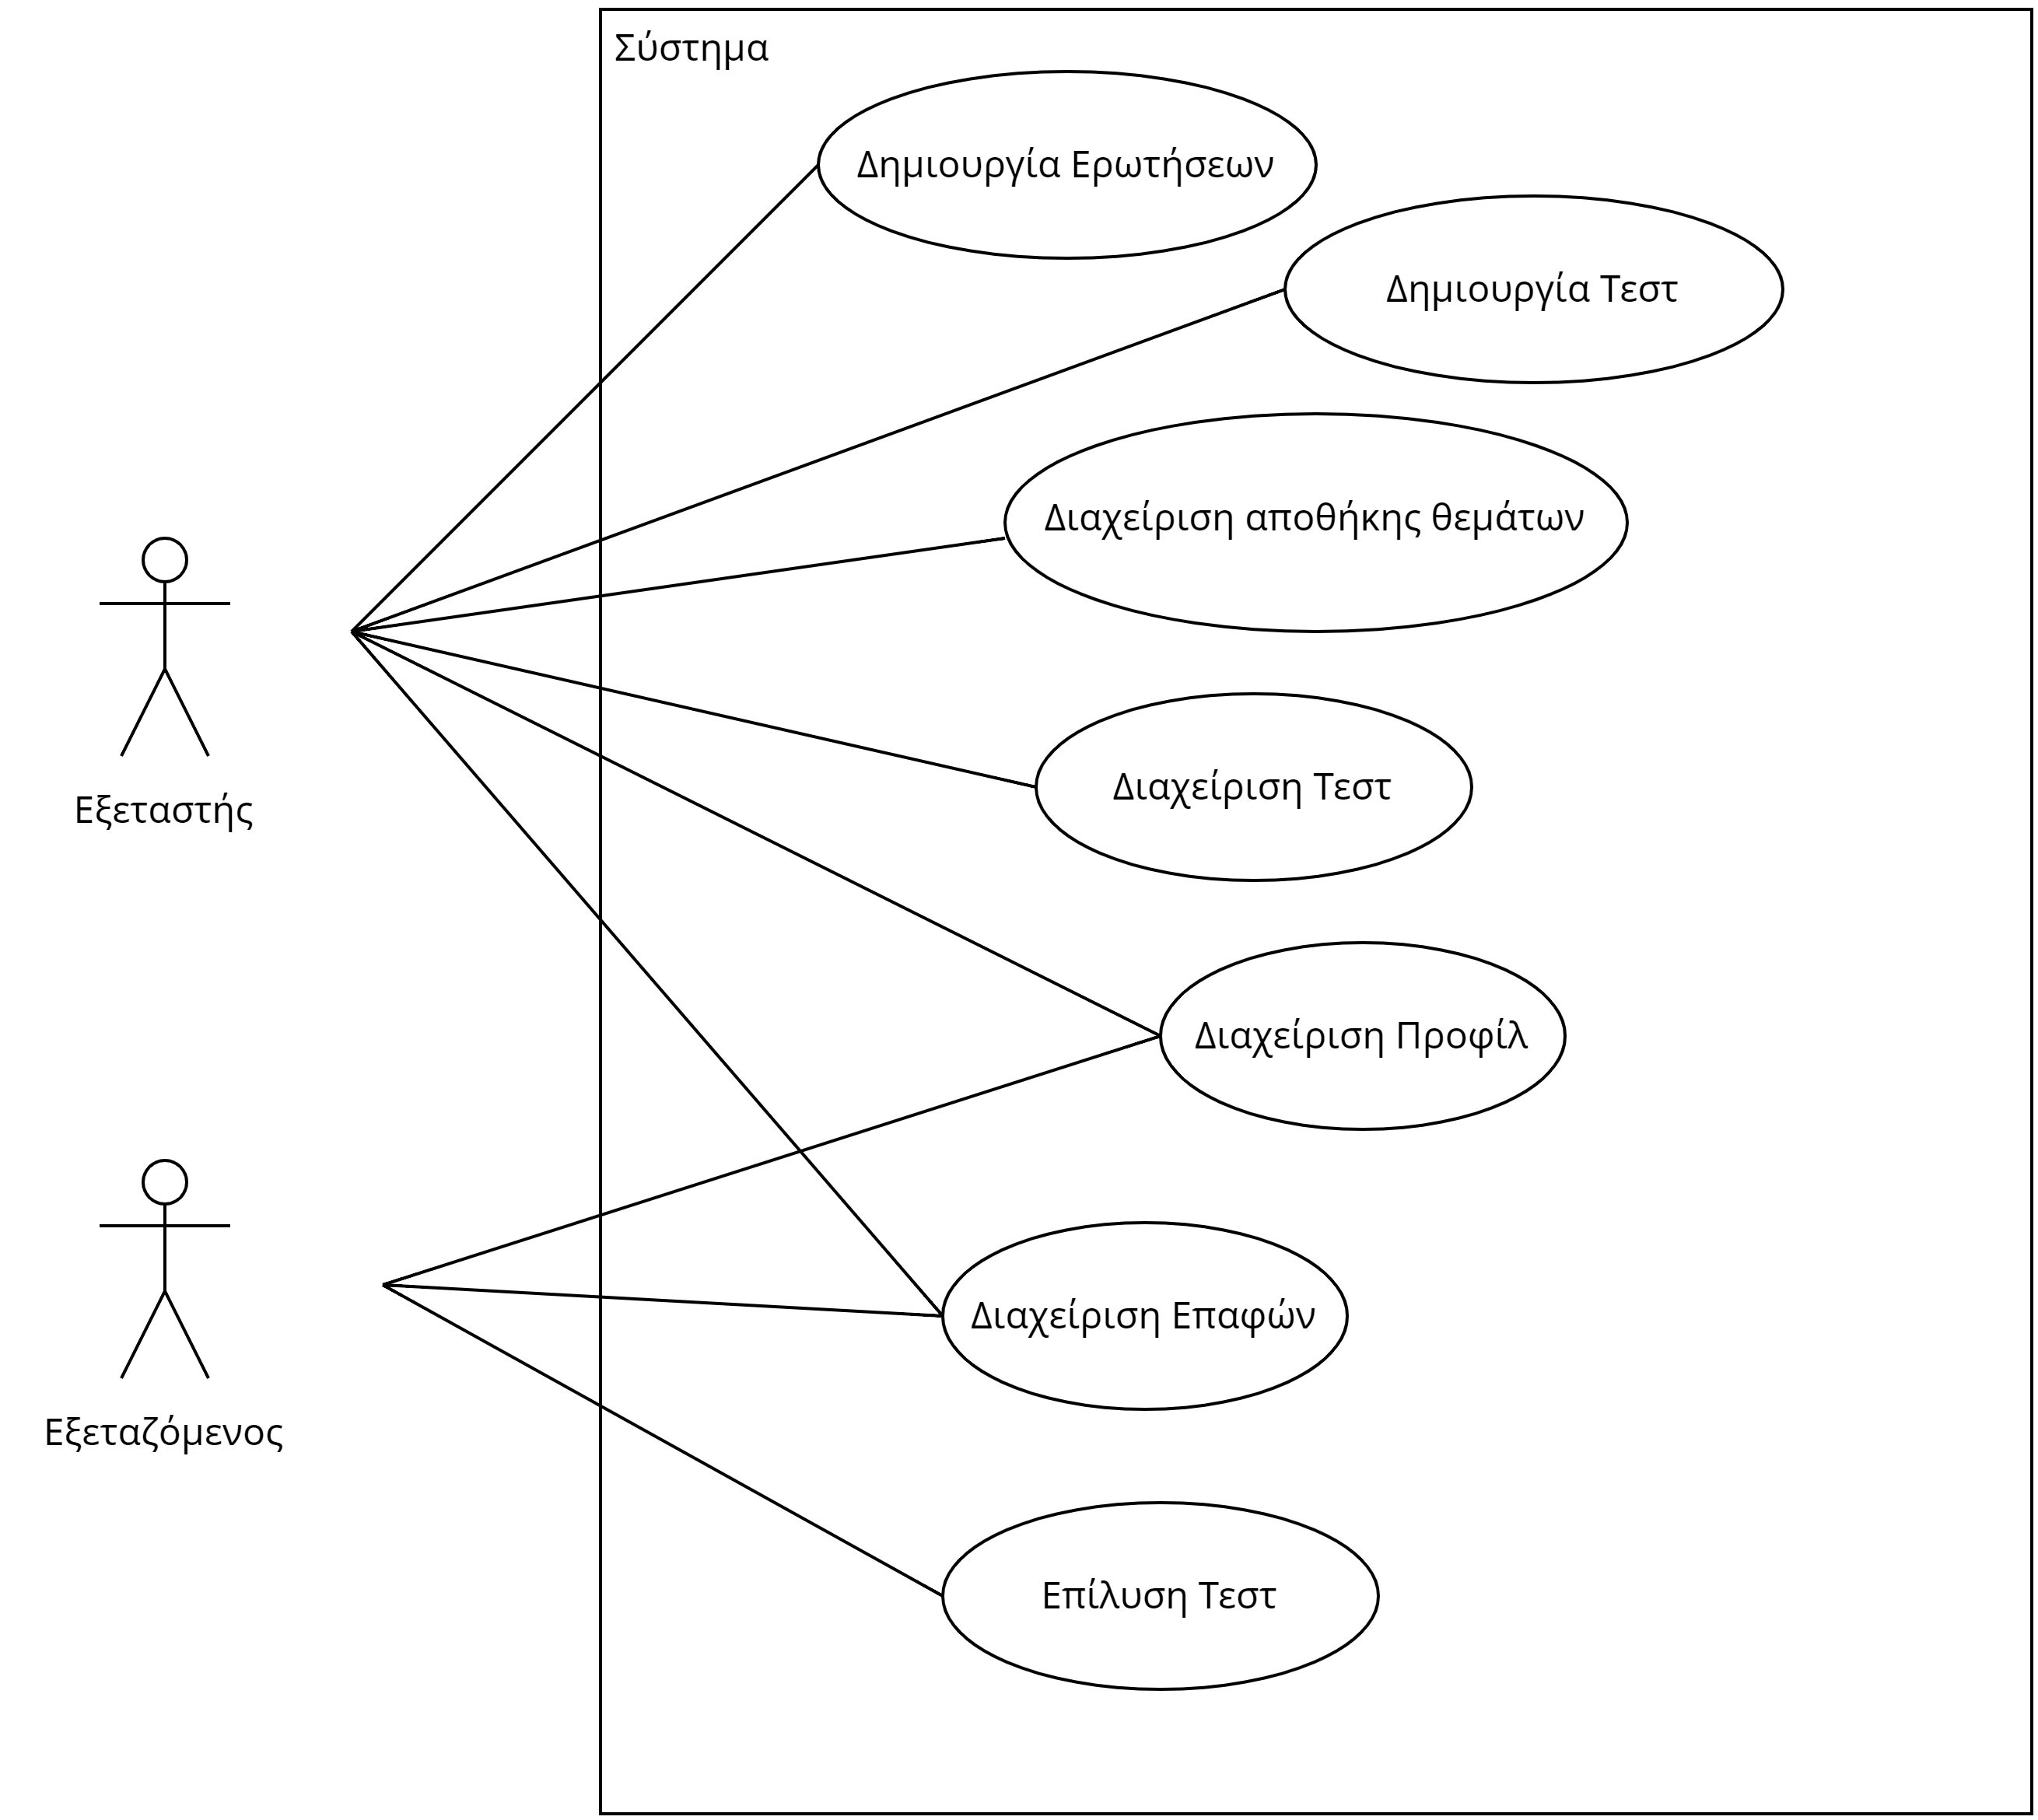 Σύστημα
Δημιουργία Ερωτήσεων
Δημιουργία Τεστ
Διαχείριση αποθήκης θεμάτων
Διαχείριση Τεστ
Εξεταστής
Διαχείριση Προφίλ
Διαχείριση Επαφών
Εξεταζόμενος
Επίλυση Τεστ